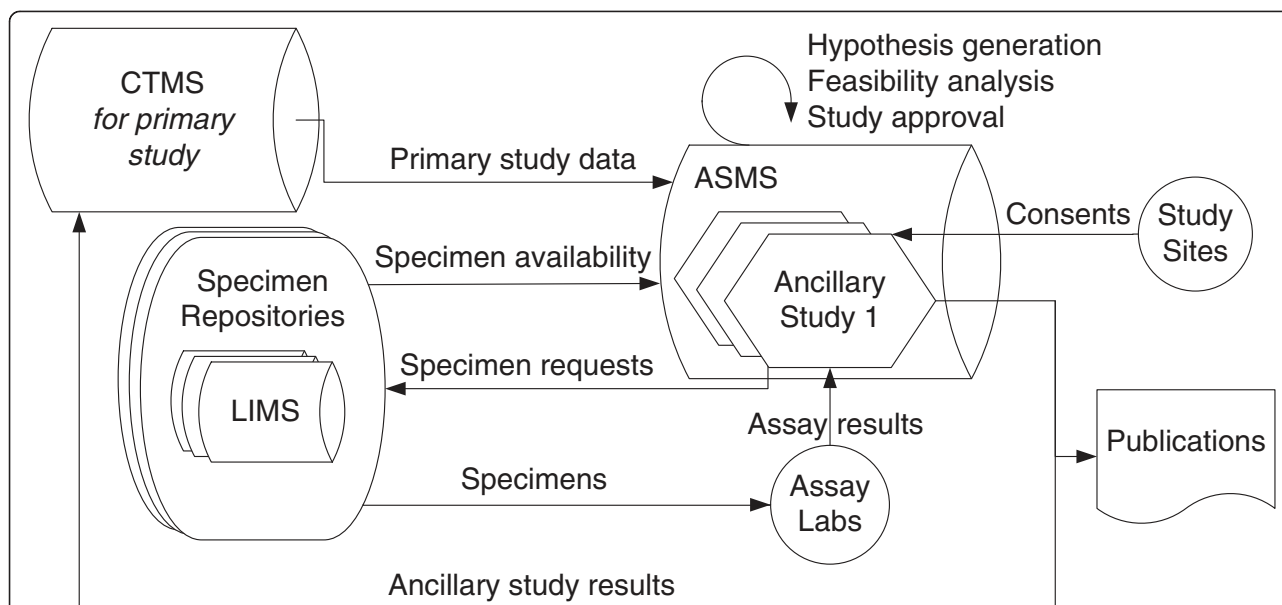 CTMS
for primary
study
Hypothesis generation
Feasibility analysis
Study approval
Primary study data
ASMS
Consents
Study
Sites
Specimen availability
Ancillary
Study 1
Specimen
Repositories
Specimen requests
LIMS
Assay results
Publications
Specimens
Assay
Labs
Ancillary study results